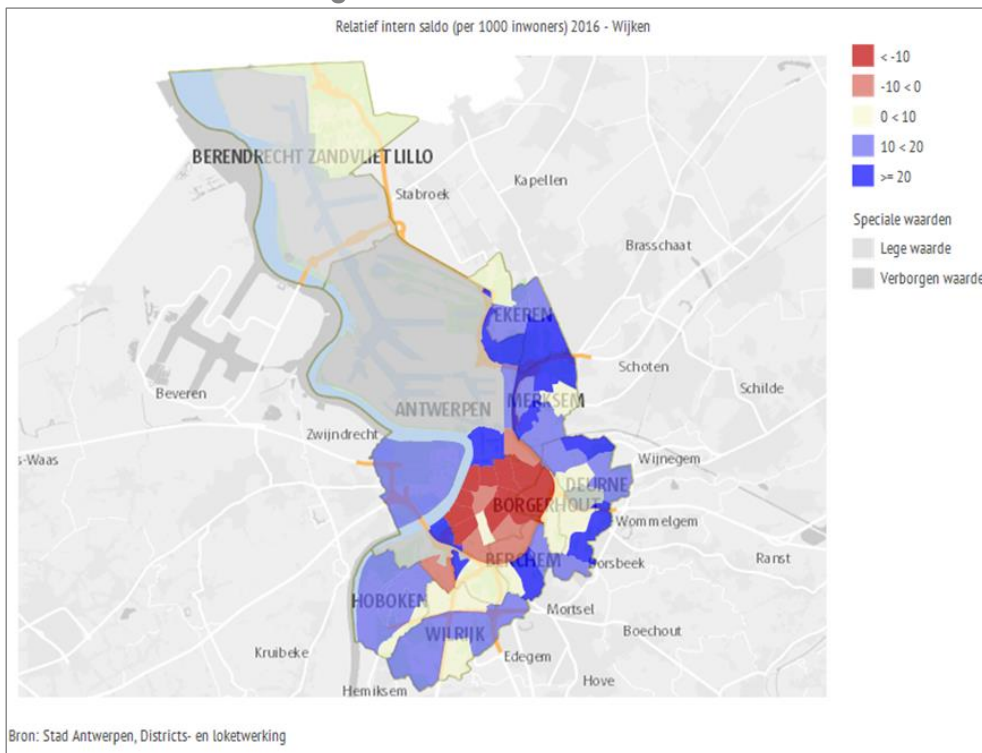 Relatief intern saldo (per 1000 inwoners) 2016 - Wijken
< -10
-10 < 0
0 < 10
10 < 20
>= 20
Speciale waarden
Lege waarde
Verborgen waarde
BERENDRECHT ZANDVLIET LILLO
Stabroek
Kapellen
Brasschaat
EKEREN
Schoten
Schilde
Beveren
ANTWERPEN
MERKSEM
Zwijndrecht
s-Waas
Wijnegem
DEURNE
BORGERHOUT
Wommelgem
Ranst
BERCHEM
Borsbeek
HOBOKEN
Mortsel
Boechout
WILRIJK
Kruibeke
Edegem
Hove
Hemiksem
Bron: Stad Antwerpen, Districts- en loketwerking